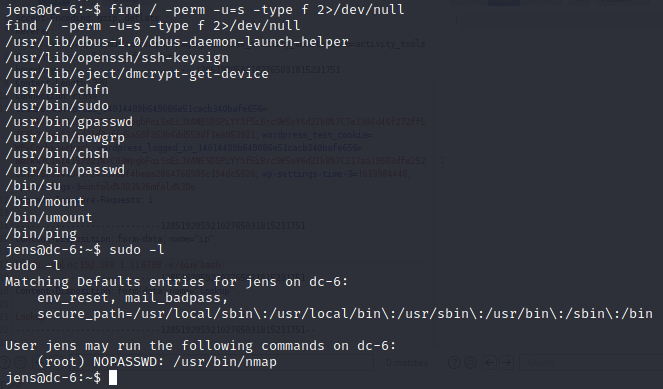 jens@dc-6:~$ find / -perm -u=s -type f 2>/dev/null
find / -perm -u=s -type f 2>/dev/null
/usr/lib/dbus-1.0/dbus-daemon-launch-helper
/usr/lib/openssh/ssh-keysign
/usr/lib/eject/dmcrypt-get-device
/usr/bin/chfn
/usr/bin/sudo
/usr/bin/gpasswd
/usr/bin/newgrp
/usr/bin/chsh
/usr/bin/passwd
/bin/su
/bin/mount
/bin/umount
/bin/ping
jens@dc-6:~$ sudo -l
sudo -l
Matching Defaults entries for jens on dc-6:
    env_reset, mail_badpass,
    secure_path=/usr/local/sbin\:/usr/local/bin\:/usr/sbin\:/usr/bin\:/sbin\:/bin

User jens may run the following commands on dc-6:
    (root) NOPASSWD: /usr/bin/nmap
jens@dc-6:~$